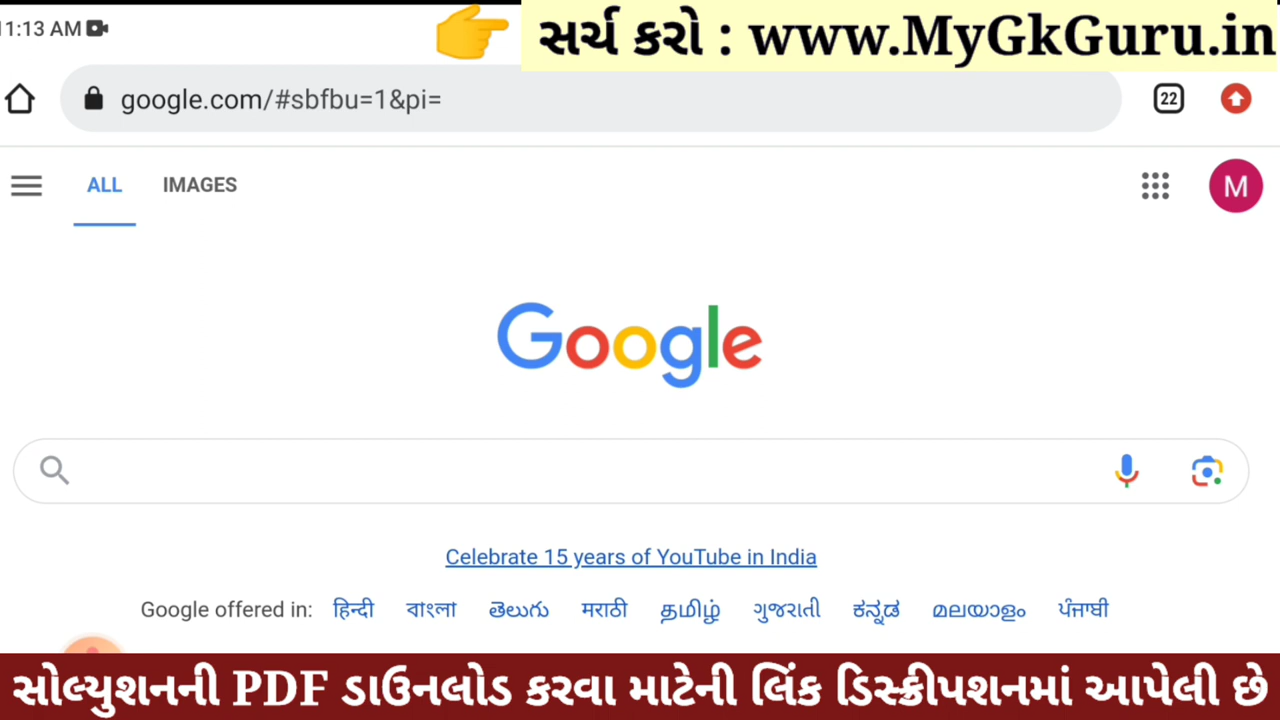 સર્ચ કરો : www.MyGkGuru.in
1:13 AM
google.com/#sbfbu=1&pi=
22
ALL IMAGES
M
Google
Celebrate 15 years of YouTube in India
Google offered in: हिन्दी বাংলা తెలుగు मराठी தமிழ் ગુજરાતી ಕನ್ನಡ മലയാളം ਪੰਜਾਬੀ
સોલ્યુશનની PDF ડાઉનલોડ કરવા માટેની લિંક ડિસ્ક્રીપશનમાં આપેલી છે